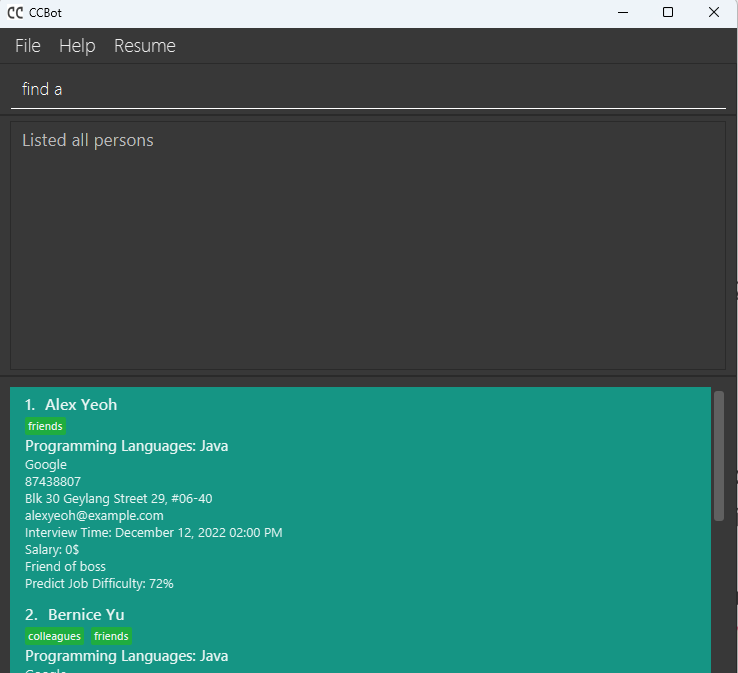 CCBot
File Help Resume
find a
Listed all persons
1. Alex Yeoh
friends
Programming Languages: Java
Google
87438807
Blk 30 Geylang Street 29, #06-40
alexyeoh@example.com
Interview Time: December 12, 2022 02:00 PM
Salary: 0$
Friend of boss
Predict Job Difficulty: 72%
2. Bernice Yu
colleagues friends
Programming Languages: Java